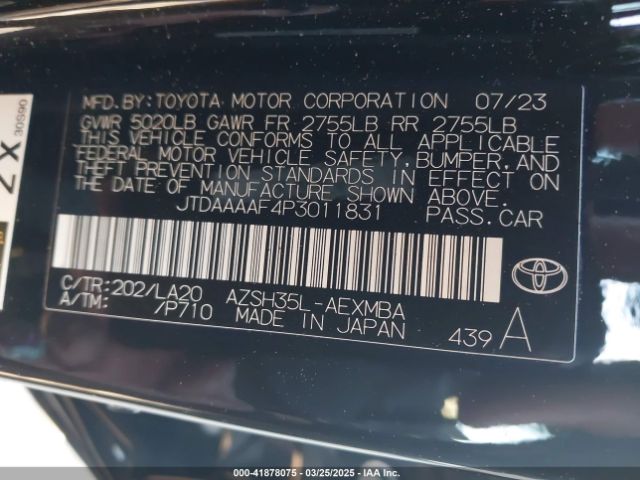 MFD.BY:TOYOTA MOTOR CORPORATION 07/23
GVWR 5020LB GAWR FR 2755LB RR 2755LB
THIS VEHICLE CONFORMS TO ALL APPLICABLE
FEDERAL MOTOR VEHICLE SAFETY,BUMPER,AND
THEFT PREVENTION STANDARDS IN EFFECT ON
THE DATE OF MANUFACTURE SHOWN ABOVE.
JTDAAAAF4P3011831 PASS.CAR
C/TR:202/LA20 AZSH35L-AEXMBA
A/TM: /P710 MADE IN JAPAN 439 A
30S90
000-41878075 — 03/25/2025 — IAA Inc.